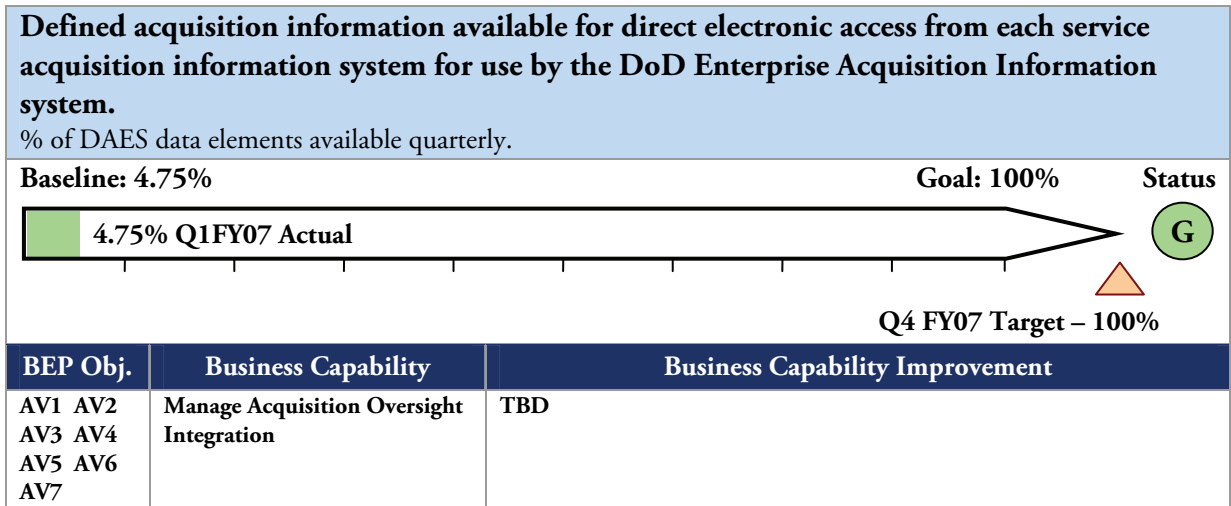 Defined acquisition information available for direct electronic access from each service
acquisition information system for use by the DoD Enterprise Acquisition Information
system.
% of DAES data elements available quarterly.
Baseline: 4.75% Goal: 100% Status
4.75% Q1FY07 Actual G
Q4 FY07 Target – 100%
BEP Obj. Business Capability Business Capability Improvement
AV1 AV2 Manage Acquisition Oversight TBD
AV3 AV4 Integration
AV5 AV6
AV7